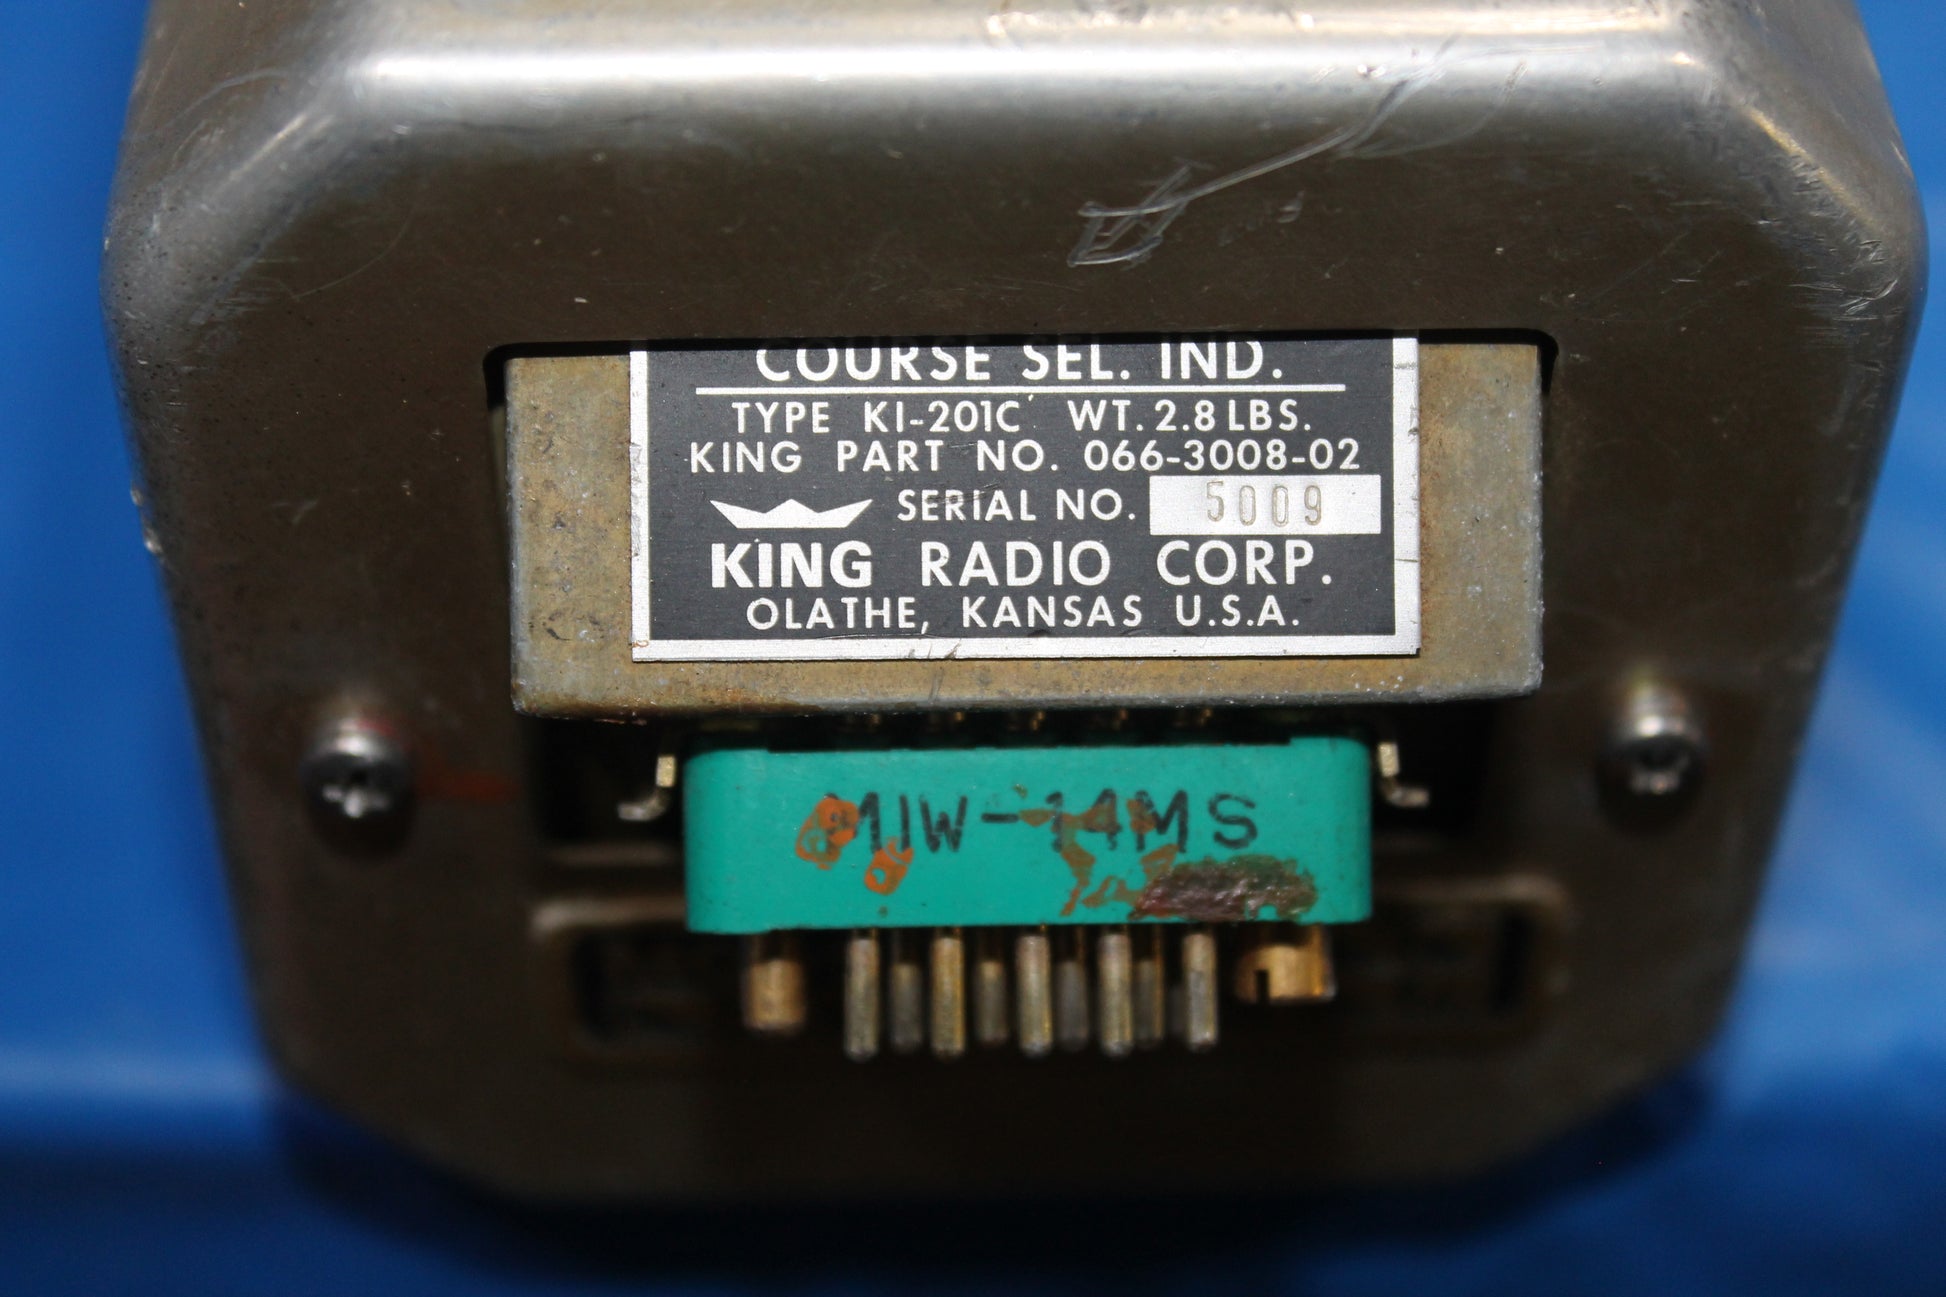 COURSE SEL. IND.
TYPE KI-201C WT. 2.8 LBS.
KING PART NO. 066-3008-02
SERIAL NO. 5009
KING RADIO CORP.
OLATHE, KANSAS U.S.A.
M1W-14MS